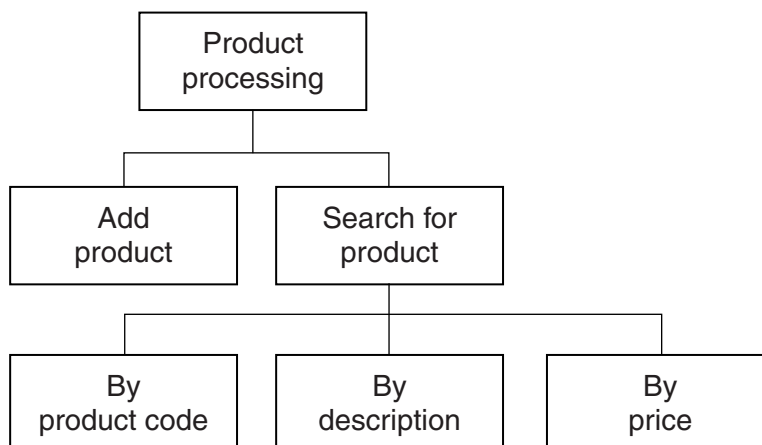 Product
processing
Add
product
Search for
product
By
product code
By
description
By
price